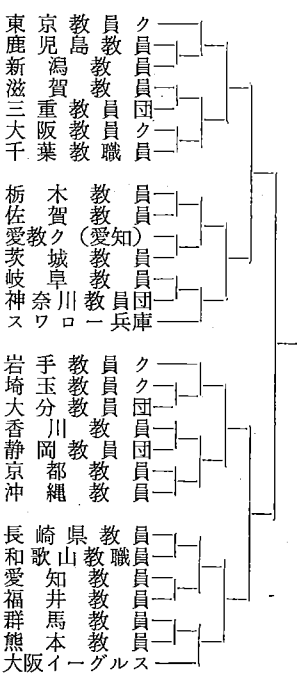 東京教員ク
鹿児島教員
新潟教員
滋賀教員
三重教員団
大阪教員ク
千葉教職員
栃木教員
佐賀教員
愛教ク（愛知）
茨城教員
岐阜教員
神奈川教員団
スワロー兵庫
岩手教員ク
埼玉教員ク
大分教員団
香川教員
静岡教員団
京都教員
沖縄教員
長崎県教員
和歌山教職員
愛知教員
福井教員
群馬教員
熊本教員
大阪イーグルス